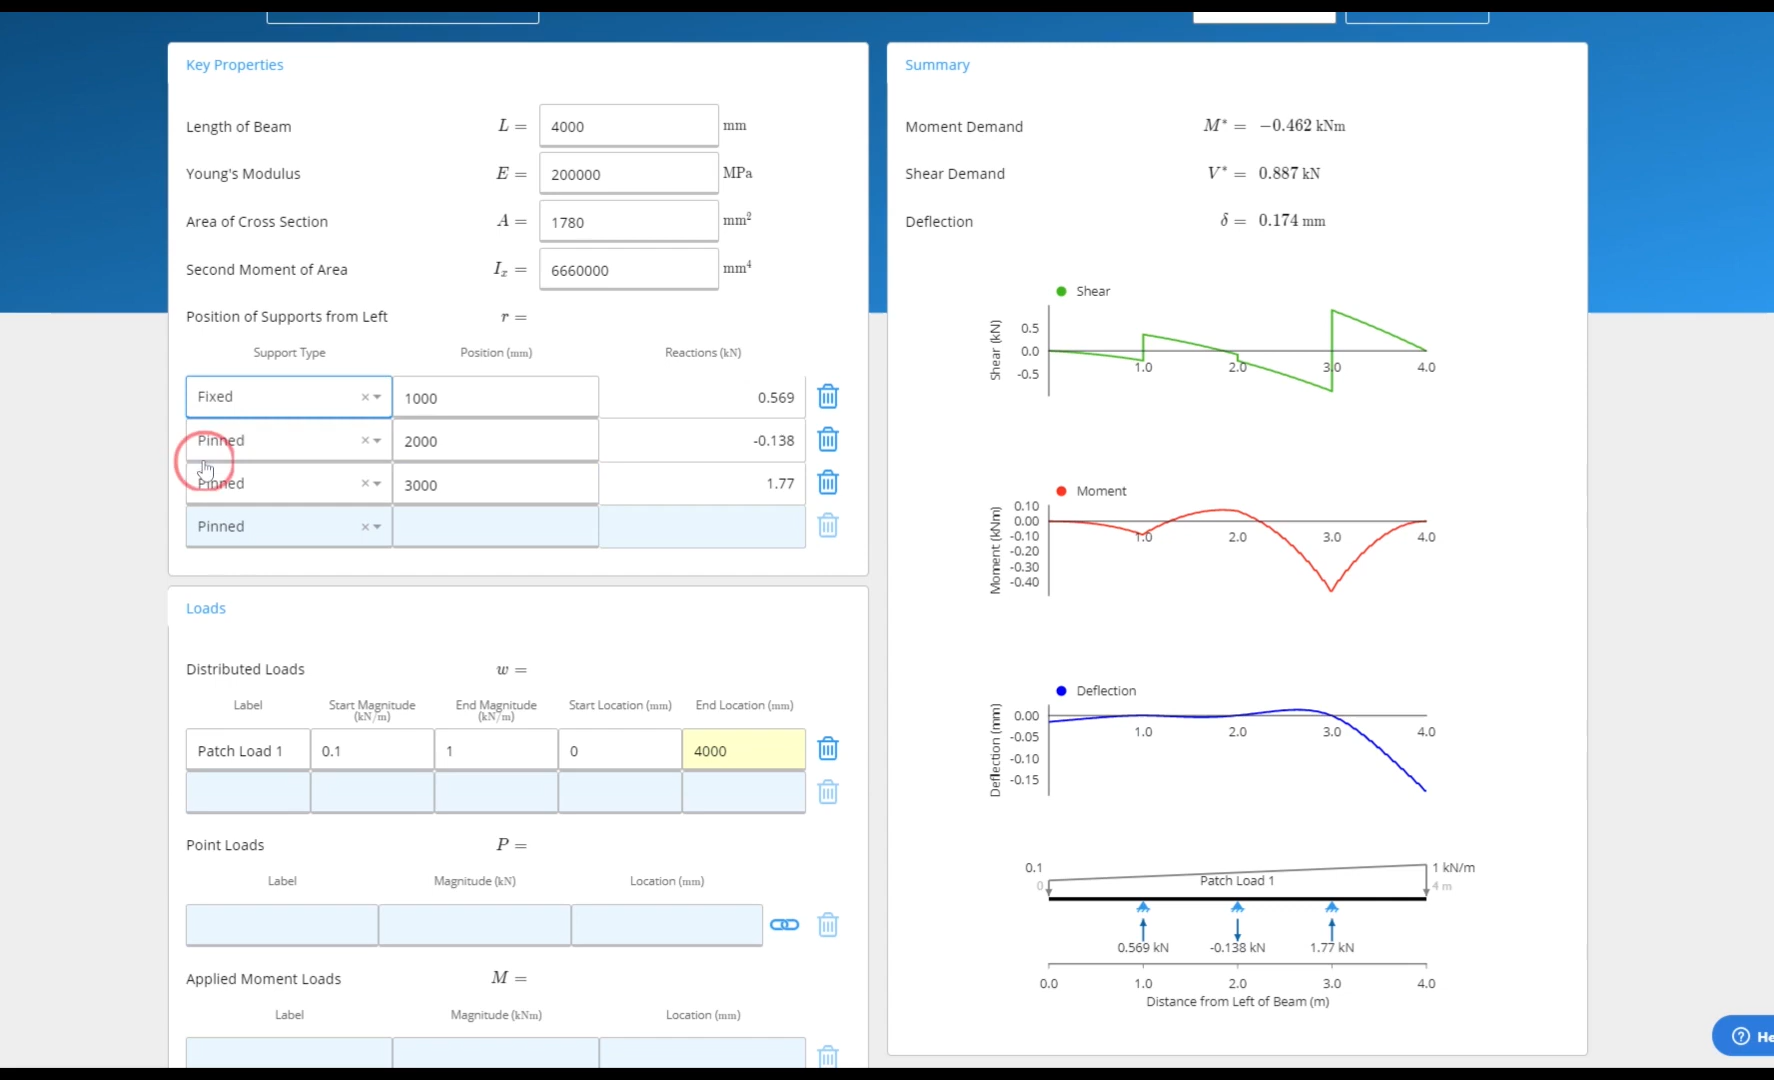 Key Properties
Length of Beam L = 4000 mm
Young's Modulus E = 200000 MPa
Area of Cross Section A = 1780 mm²
Second Moment of Area Iₓ = 6660000 mm⁴
Position of Supports from Left r =
Support Type Position (mm) Reactions (kN)
Fixed × 1000 0.569
Pinned × 2000 -0.138
Pinned × 3000 1.77
Pinned ×
Loads
Distributed Loads w =
Label Start Magnitude (kN/m) End Magnitude (kN/m) Start Location (mm) End Location (mm)
Patch Load 1 0.1 1 0 4000
Point Loads P =
Label Magnitude (kN) Location (mm)
Applied Moment Loads M =
Label Magnitude (kNm) Location (mm)
Summary
Moment Demand M* = −0.462 kNm
Shear Demand V* = 0.887 kN
Deflection δ = 0.174 mm
Shear
Shear (kN)
0.5
0.0
-0.5
1.0 2.0 3.0 4.0
Moment
Moment (kNm)
0.10
0.00
-0.10
-0.20
-0.30
-0.40
1.0 2.0 3.0 4.0
Deflection
Deflection (mm)
0.00
-0.05
-0.10
-0.15
1.0 2.0 3.0 4.0
0.1 1 kN/m
Patch Load 1
0 4 m
0.569 kN -0.138 kN 1.77 kN
0.0 1.0 2.0 3.0 4.0
Distance from Left of Beam (m)
? He